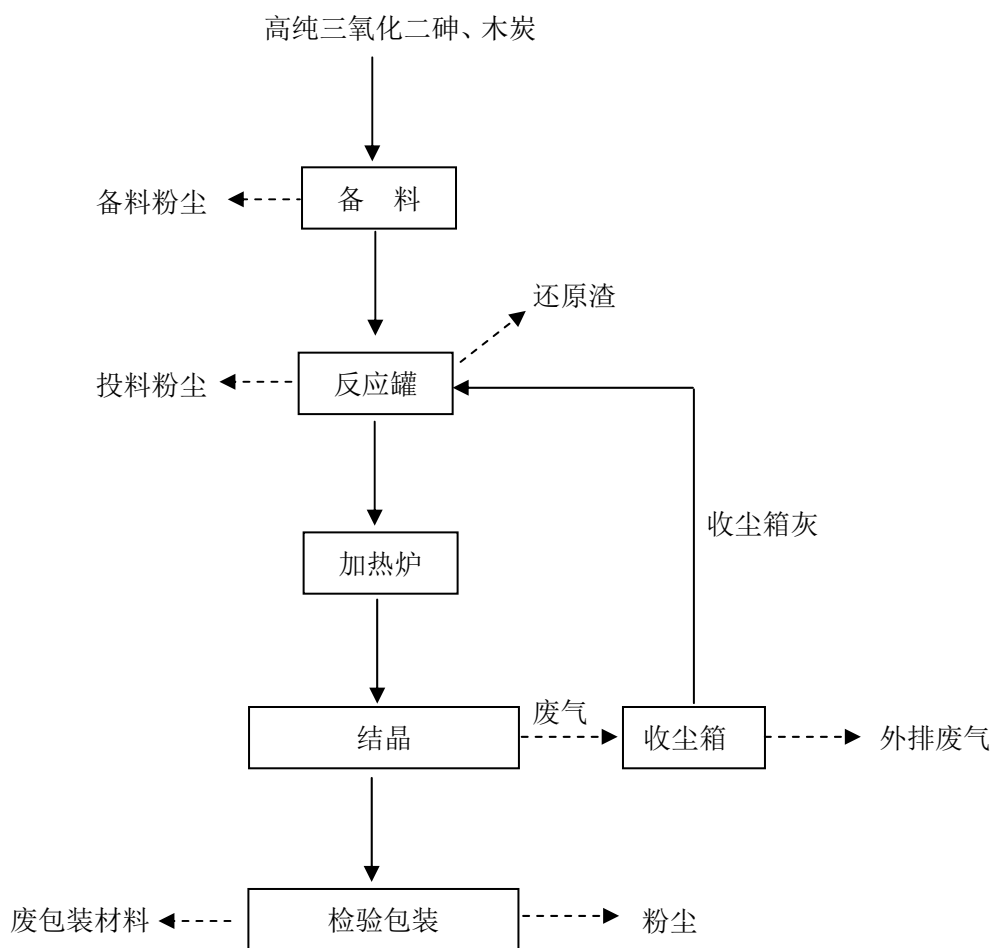 高纯三氧化二砷、木炭
备料粉尘
备 料
还原渣
投料粉尘
反应罐
收尘箱灰
加热炉
废气
结晶
收尘箱
外排废气
废包装材料
检验包装
粉尘